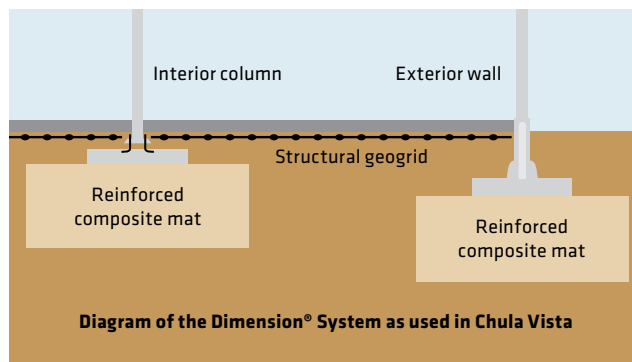 Interior column
Exterior wall
Structural geogrid
Reinforced
composite mat
Reinforced
composite mat
Diagram of the Dimension® System as used in Chula Vista